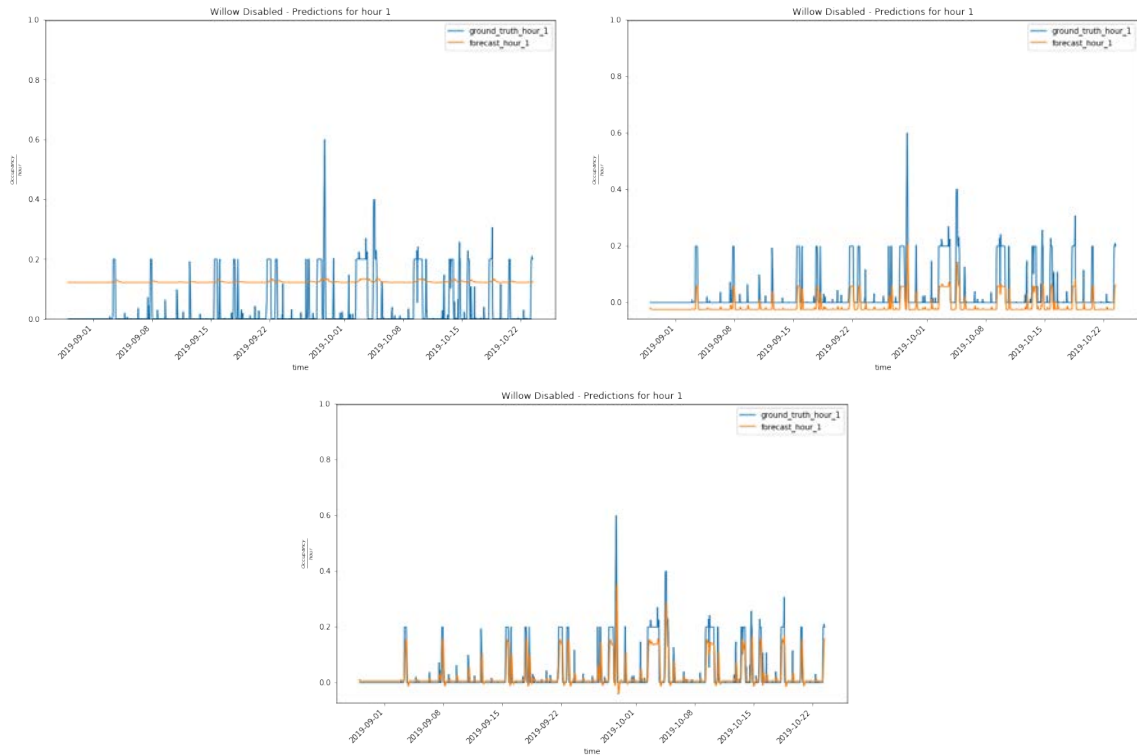 Willow Disabled - Predictions for hour 1
1.0
0.8
0.6
0.4
0.2
0.0
Occupancy
hour
ground_truth_hour_1
forecast_hour_1
2019-09-01
2019-09-08
2019-09-15
2019-09-22
2019-10-01
2019-10-08
2019-10-15
2019-10-22
time
Willow Disabled - Predictions for hour 1
1.0
0.8
0.6
0.4
0.2
0.0
Occupancy
hour
ground_truth_hour_1
forecast_hour_1
2019-09-01
2019-09-08
2019-09-15
2019-09-22
2019-10-01
2019-10-08
2019-10-15
2019-10-22
time
Willow Disabled - Predictions for hour 1
1.0
0.8
0.6
0.4
0.2
0.0
Occupancy
hour
ground_truth_hour_1
forecast_hour_1
2019-09-01
2019-09-08
2019-09-15
2019-09-22
2019-10-01
2019-10-08
2019-10-15
2019-10-22
time